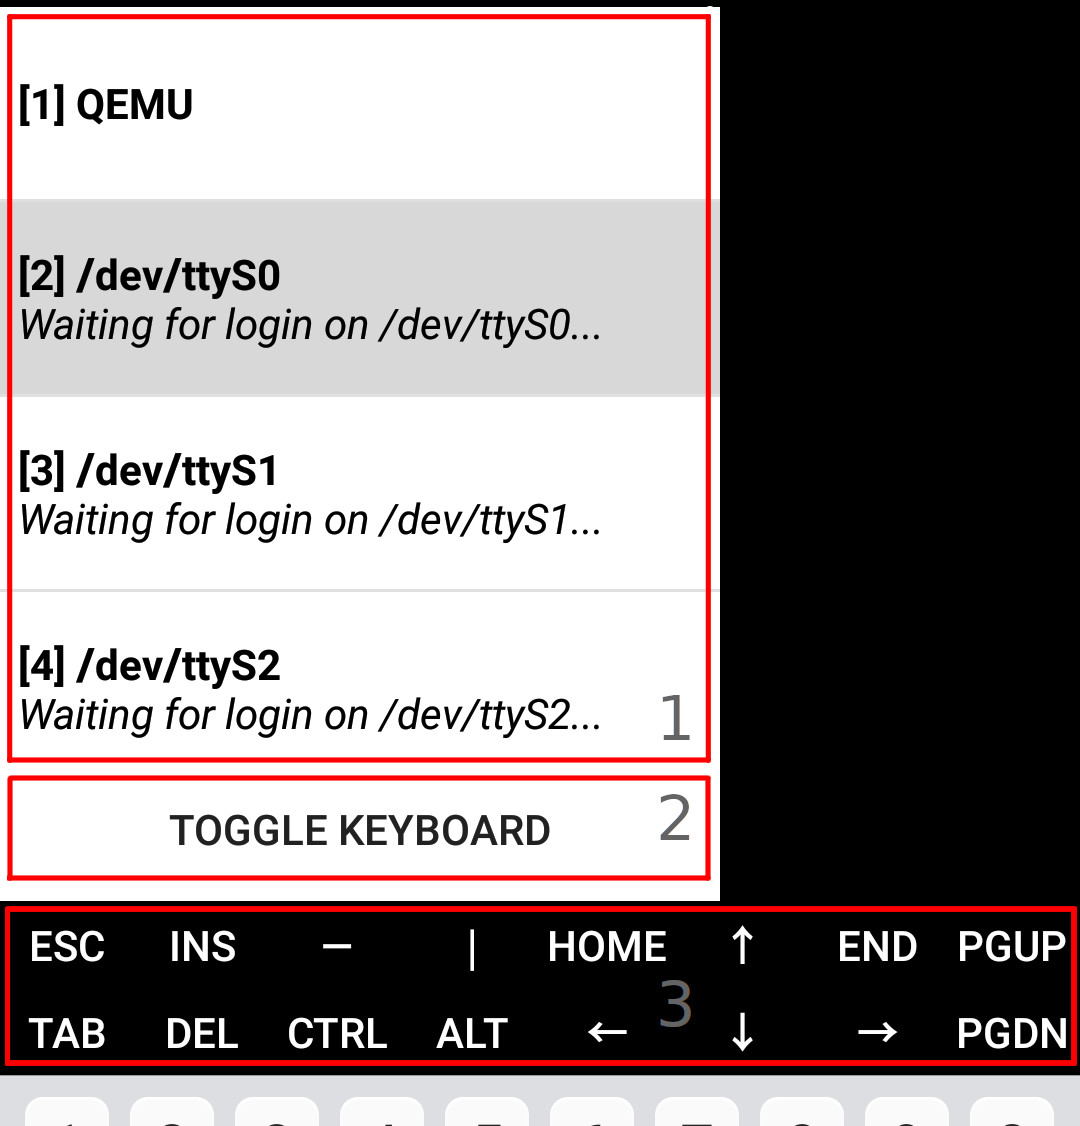 [1] QEMU
[2] /dev/ttyS0
Waiting for login on /dev/ttyS0...
[3] /dev/ttyS1
Waiting for login on /dev/ttyS1...
[4] /dev/ttyS2
Waiting for login on /dev/ttyS2...
1
TOGGLE KEYBOARD
2
ESC INS – | HOME ↑ END PGUP
3
TAB DEL CTRL ALT ← ↓ → PGDN